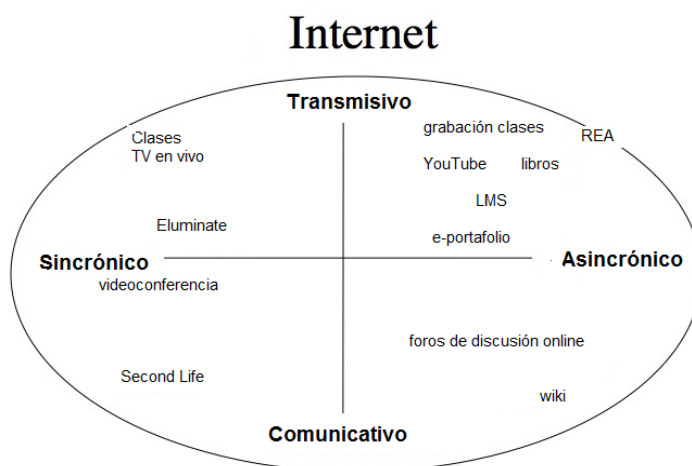 Internet
Transmisivo
Clases
TV en vivo
grabación clases
REA
YouTube
libros
LMS
Eluminate
e-portafolio
Sincrónico
Asincrónico
videoconferencia
foros de discusión online
Second Life
wiki
Comunicativo